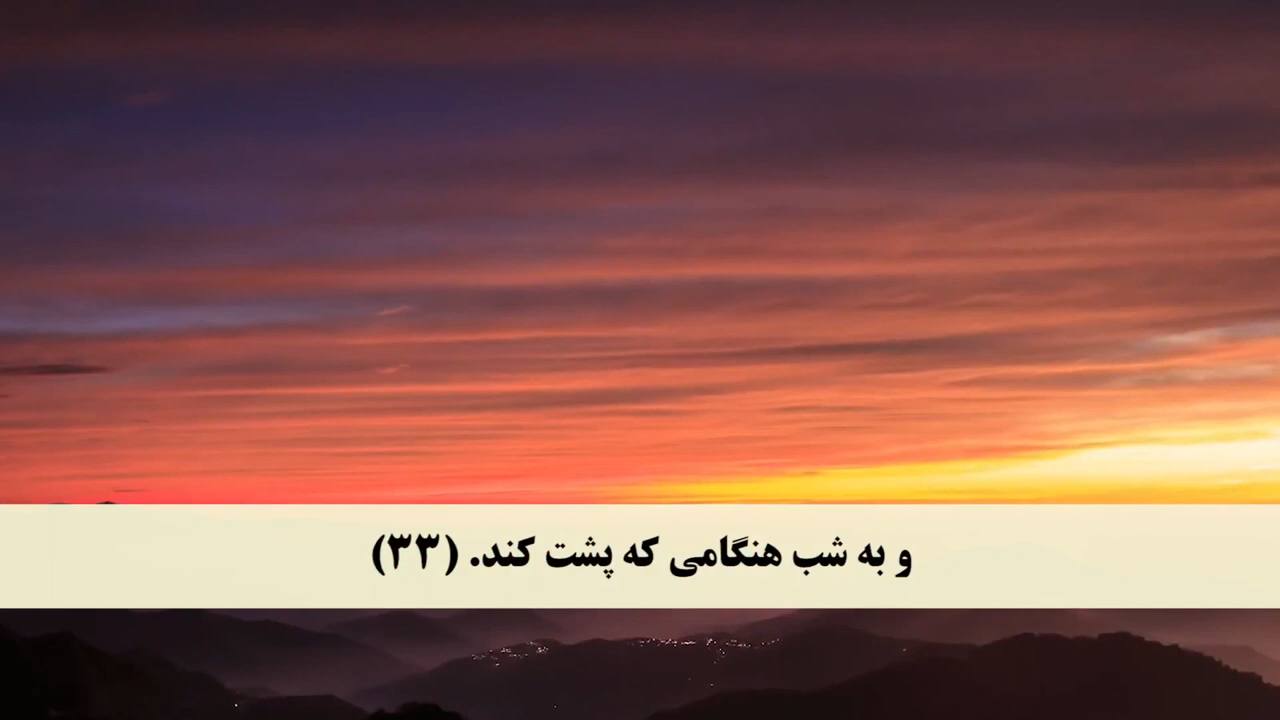 و به شب هنگامی که پشت کند. (۳۳)